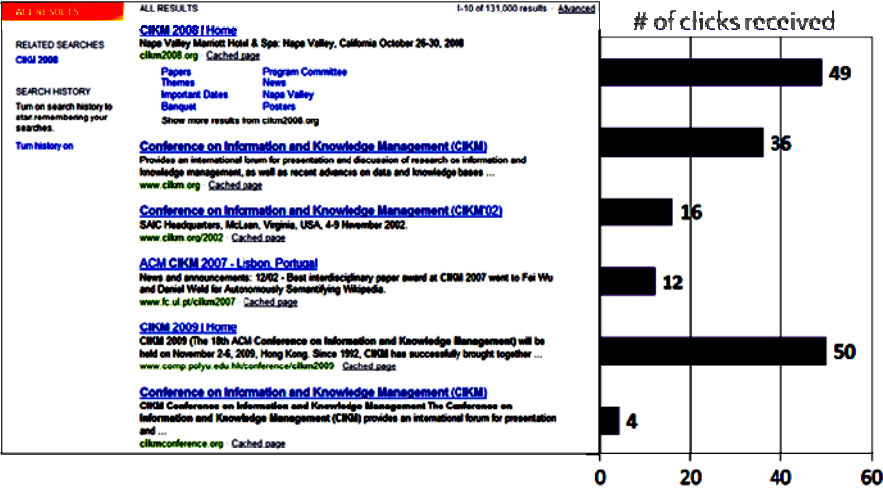 ALL RESULTS
RELATED SEARCHES
CIKM 2008
SEARCH HISTORY
Turn on search history to
start remembering your
searches.
Turn history on
ALL RESULTS
1-10 of 131,000 results · Advanced
CIKM 2008 | Home
Napa Valley Marriott Hotel & Spa: Napa Valley, California October 26-30, 2008
cikm2008.org · Cached page
Papers Program Committee
Themes News
Important Dates Napa Valley
Banquet Posters
Show more results from cikm2008.org
Conference on Information and Knowledge Management (CIKM)
Provides an international forum for presentation and discussion of research on information and
knowledge management, as well as recent advances on data and knowledge bases ...
www.cikm.org · Cached page
Conference on Information and Knowledge Management (CIKM'02)
SAIC Headquarters, McLean, Virginia, USA, 4-9 November 2002.
www.cikm.org/2002 · Cached page
ACM CIKM 2007 - Lisbon, Portugal
News and announcements: 12/02 - Best interdisciplinary paper award at CIKM 2007 went to Fei Wu
and Daniel Weld for Autonomously Semantifying Wikipedia.
www.fc.ul.pt/cikm2007 · Cached page
CIKM 2009 | Home
CIKM 2009 (The 18th ACM Conference on Information and Knowledge Management) will be
held on November 2-6, 2009, Hong Kong. Since 1992, CIKM has successfully brought together ...
www.comp.polyu.edu.hk/conference/cikm2009 · Cached page
Conference on Information and Knowledge Management (CIKM)
CIKM Conference on Information and Knowledge Management The Conference on
Information and Knowledge Management (CIKM) provides an international forum for presentation
and ...
cikmconference.org · Cached page
# of clicks received
49
36
16
12
50
4
0 20 40 60